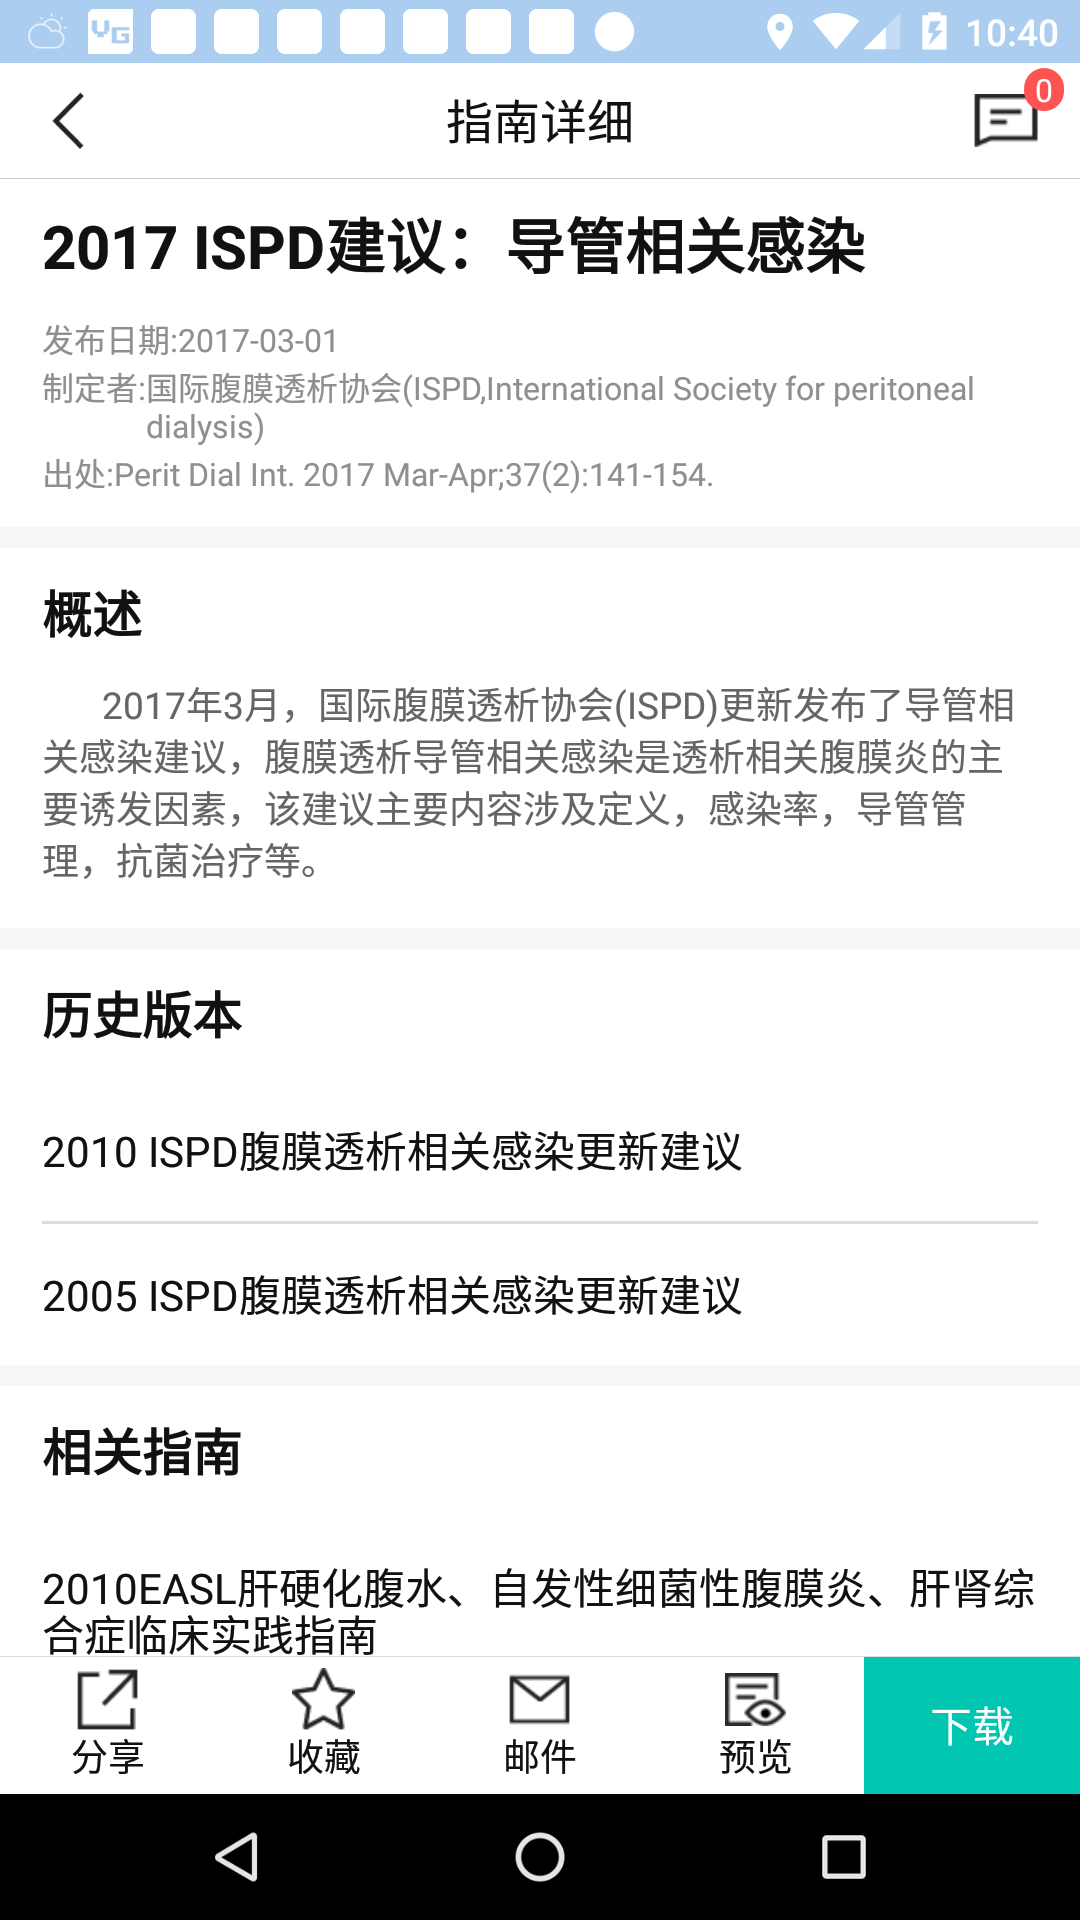 VG
10:40
指南详细
0
2017 ISPD建议：导管相关感染
发布日期:2017-03-01
制定者:国际腹膜透析协会(ISPD,International Society for peritoneal
dialysis)
出处:Perit Dial Int. 2017 Mar-Apr;37(2):141-154.
概述
2017年3月，国际腹膜透析协会(ISPD)更新发布了导管相
关感染建议，腹膜透析导管相关感染是透析相关腹膜炎的主
要诱发因素，该建议主要内容涉及定义，感染率，导管管
理，抗菌治疗等。
历史版本
2010 ISPD腹膜透析相关感染更新建议
2005 ISPD腹膜透析相关感染更新建议
相关指南
2010EASL肝硬化腹水、自发性细菌性腹膜炎、肝肾综
合症临床实践指南
分享
收藏
邮件
预览
下载